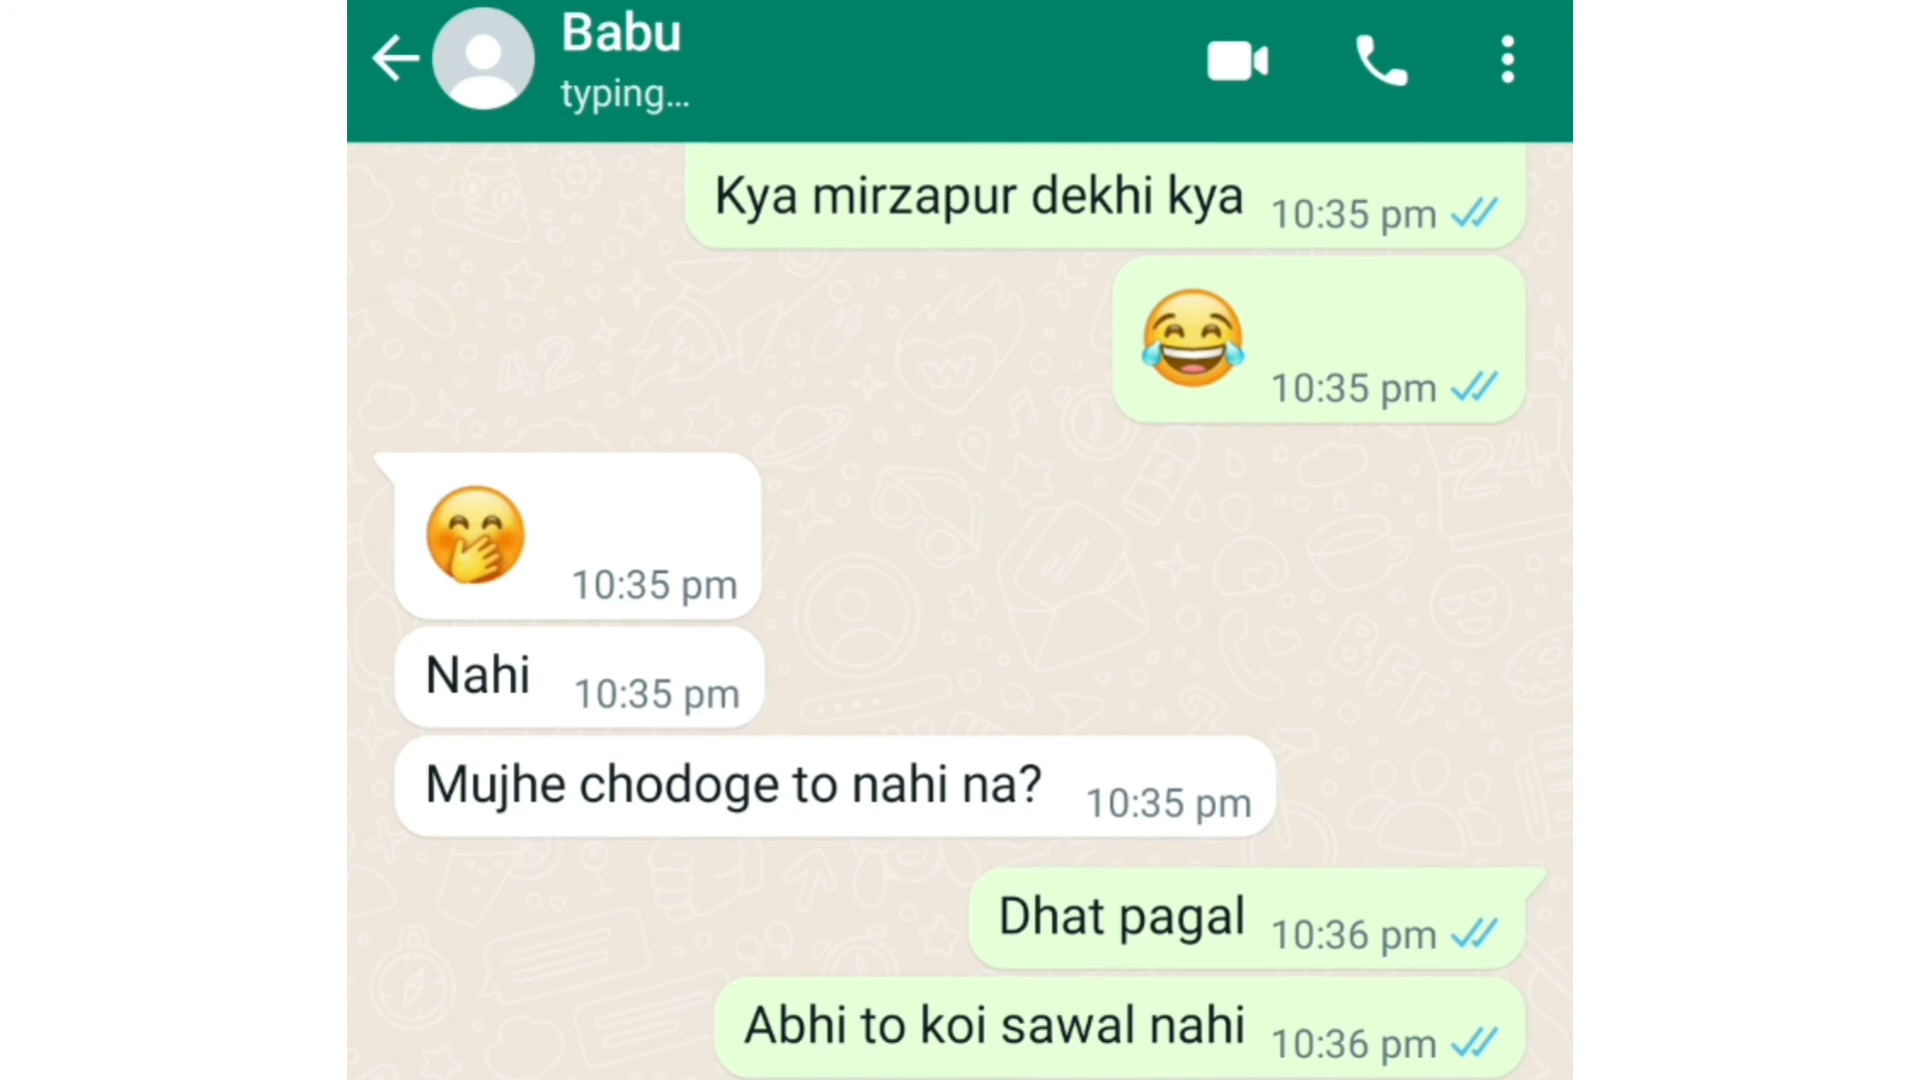 Babu
typing...
Kya mirzapur dekhi kya 10:35 pm
😂 10:35 pm
🤭 10:35 pm
Nahi 10:35 pm
Mujhe chodoge to nahi na? 10:35 pm
Dhat pagal 10:36 pm
Abhi to koi sawal nahi 10:36 pm